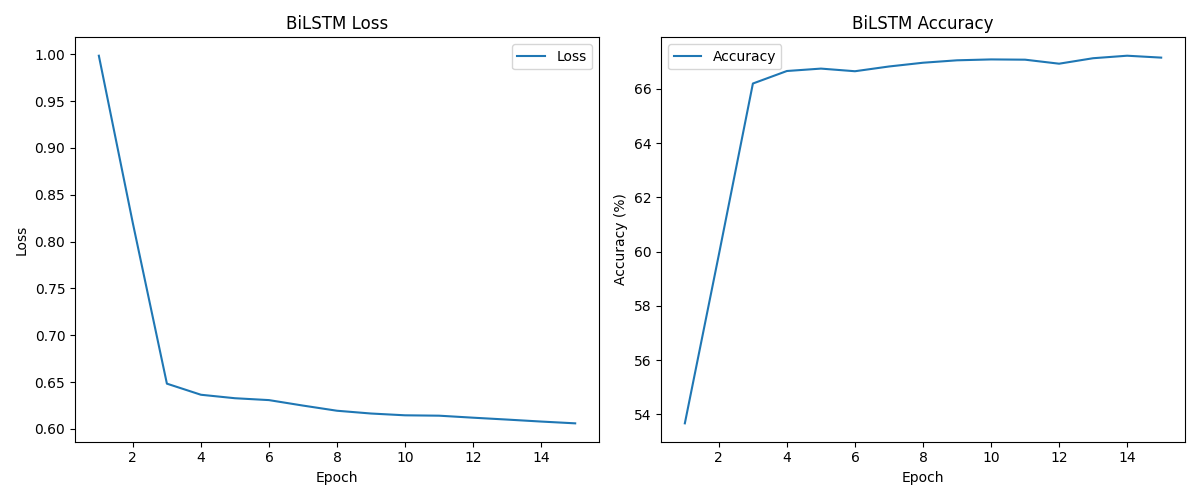 BiLSTM Loss
Loss
1.00
0.95
0.90
0.85
0.80
0.75
0.70
0.65
0.60
Loss
2 4 6 8 10 12 14
Epoch
BiLSTM Accuracy
Accuracy
66
64
62
60
58
56
54
Accuracy (%)
2 4 6 8 10 12 14
Epoch